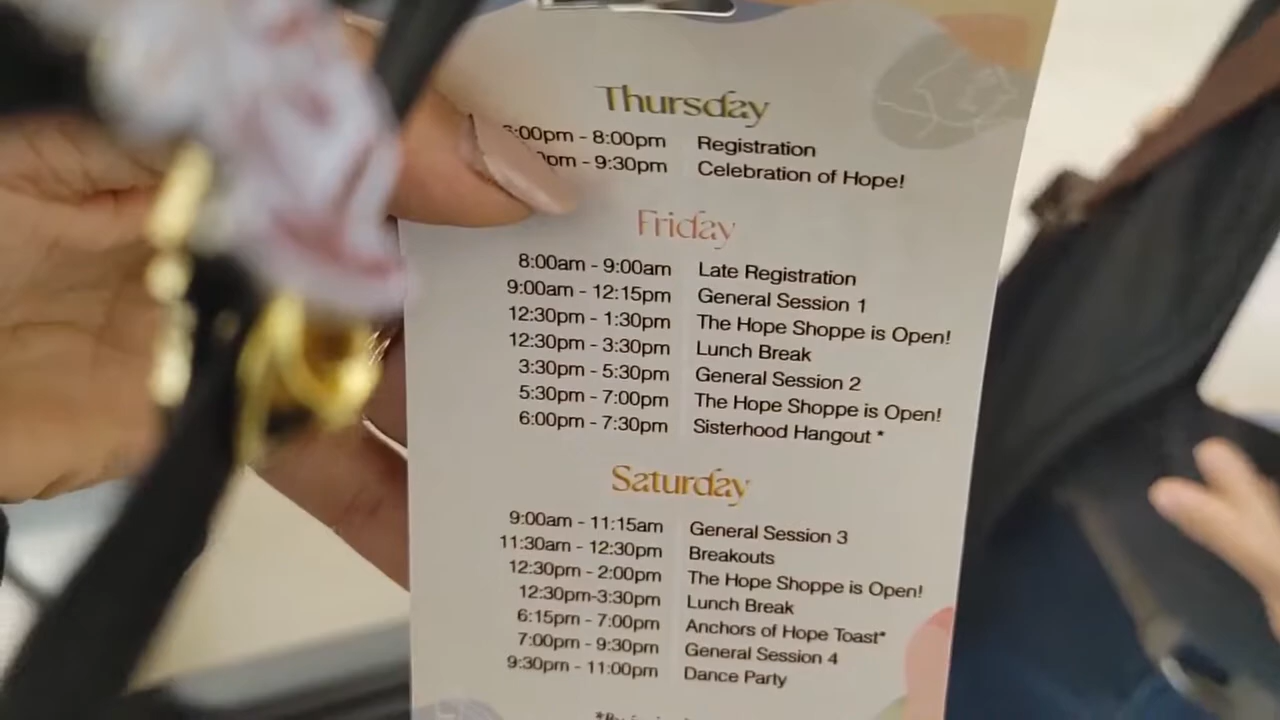 Thursday
:00pm - 8:00pm Registration
pm - 9:30pm Celebration of Hope!
Friday
8:00am - 9:00am Late Registration
9:00am - 12:15pm General Session 1
12:30pm - 1:30pm The Hope Shoppe is Open!
12:30pm - 3:30pm Lunch Break
3:30pm - 5:30pm General Session 2
5:30pm - 7:00pm The Hope Shoppe is Open!
6:00pm - 7:30pm Sisterhood Hangout *
Saturday
9:00am - 11:15am General Session 3
11:30am - 12:30pm Breakouts
12:30pm - 2:00pm The Hope Shoppe is Open!
12:30pm-3:30pm Lunch Break
6:15pm - 7:00pm Anchors of Hope Toast*
7:00pm - 9:30pm General Session 4
9:30pm - 11:00pm Dance Party